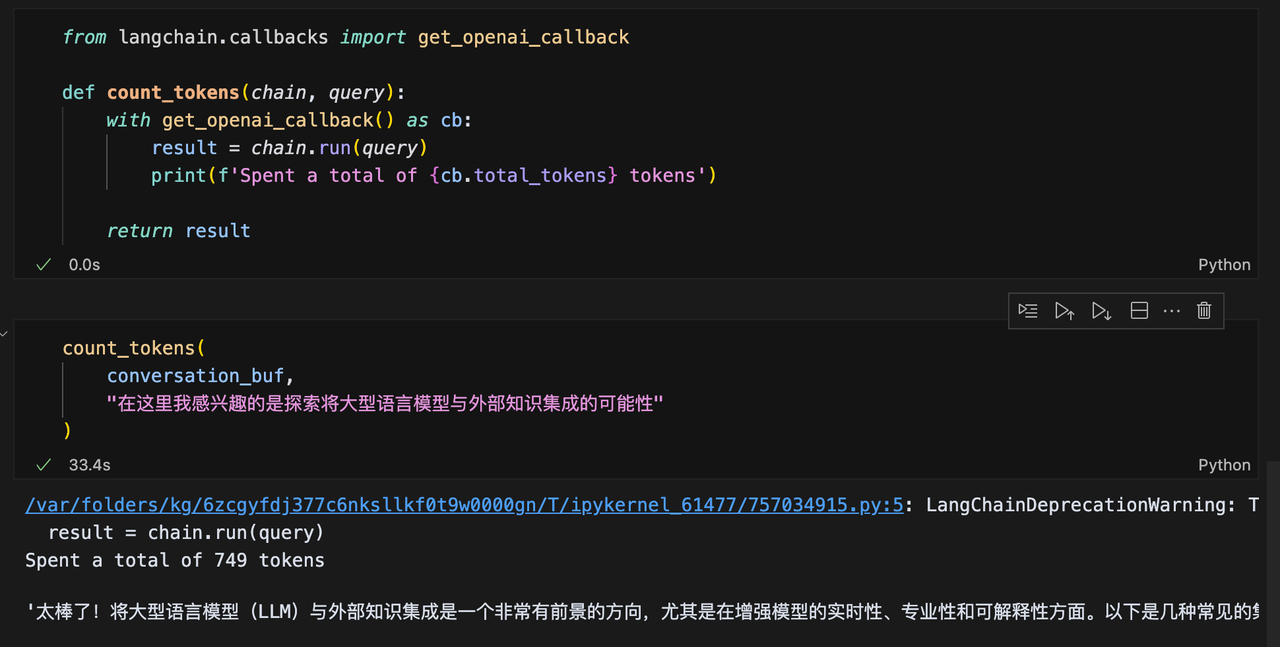 from langchain.callbacks import get_openai_callback
def count_tokens(chain, query):
with get_openai_callback() as cb:
result = chain.run(query)
print(f'Spent a total of {cb.total_tokens} tokens')
return result
0.0s
Python
count_tokens(
conversation_buf,
"在这里我感兴趣的是探索将大型语言模型与外部知识集成的可能性"
)
33.4s
Python
/var/folders/kg/6zcgyfdj377c6nksllkf0t9w0000gn/T/ipykernel_61477/757034915.py:5: LangChainDeprecationWarning: T
result = chain.run(query)
Spent a total of 749 tokens
'太棒了！将大型语言模型（LLM）与外部知识集成是一个非常有前景的方向，尤其是在增强模型的实时性、专业性和可解释性方面。以下是几种常见的集